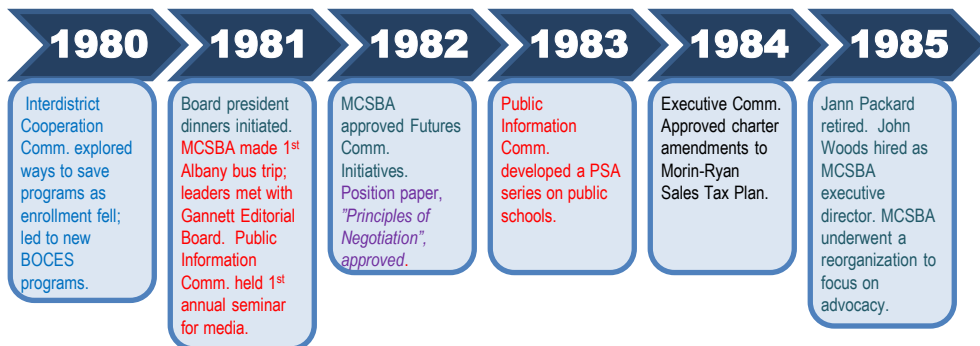 1980
1981
1982
1983
1984
1985
Interdistrict
Cooperation
Comm. explored
ways to save
programs as
enrollment fell;
led to new
BOCES
programs.
Board president
dinners initiated.
MCSBA made 1st
Albany bus trip;
leaders met with
Gannett Editorial
Board. Public
Information
Comm. held 1st
annual seminar
for media.
MCSBA
approved Futures
Comm.
Initiatives.
Position paper,
"Principles of
Negotiation",
approved.
Public
Information
Comm.
developed a PSA
series on public
schools.
Executive Comm.
Approved charter
amendments to
Morin-Ryan
Sales Tax Plan.
Jann Packard
retired. John
Woods hired as
MCSBA
executive
director. MCSBA
underwent a
reorganization to
focus on
advocacy.